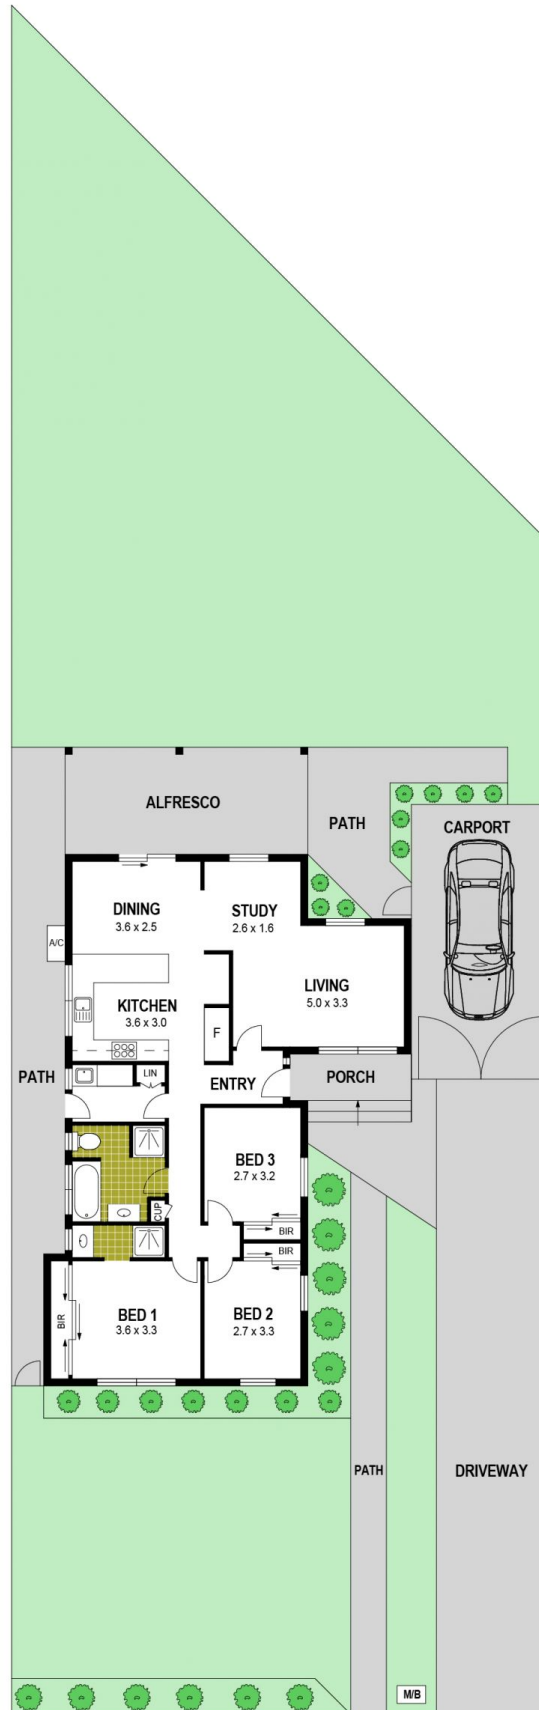 ALFRESCO
PATH
CARPORT
DINING
3.6 x 2.5
STUDY
2.6 x 1.6
A/C
LIVING
5.0 x 3.3
KITCHEN
3.6 x 3.0
F
PATH
LIN
ENTRY
PORCH
BED 3
2.7 x 3.2
CUP
BIR
BIR
BIR
BED 1
3.6 x 3.3
BED 2
2.7 x 3.3
PATH
DRIVEWAY
M/B